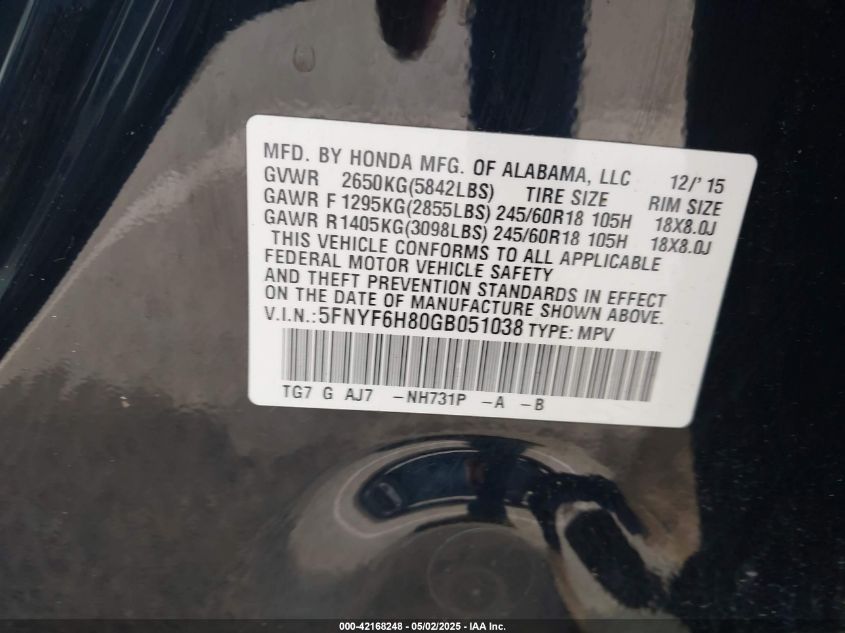 MFD. BY HONDA MFG. OF ALABAMA, LLC 12/'15
GVWR 2650KG(5842LBS) TIRE SIZE RIM SIZE
GAWR F 1295KG(2855LBS) 245/60R18 105H 18X8.0J
GAWR R1405KG(3098LBS) 245/60R18 105H 18X8.0J
THIS VEHICLE CONFORMS TO ALL APPLICABLE
FEDERAL MOTOR VEHICLE SAFETY
AND THEFT PREVENTION STANDARDS IN EFFECT
ON THE DATE OF MANUFACTURE SHOWN ABOVE.
V.I.N.:5FNYF6H80GB051038 TYPE: MPV
TG7 G AJ7 -NH731P -A -B
000-42168248 - 05/02/2025 - IAA Inc.